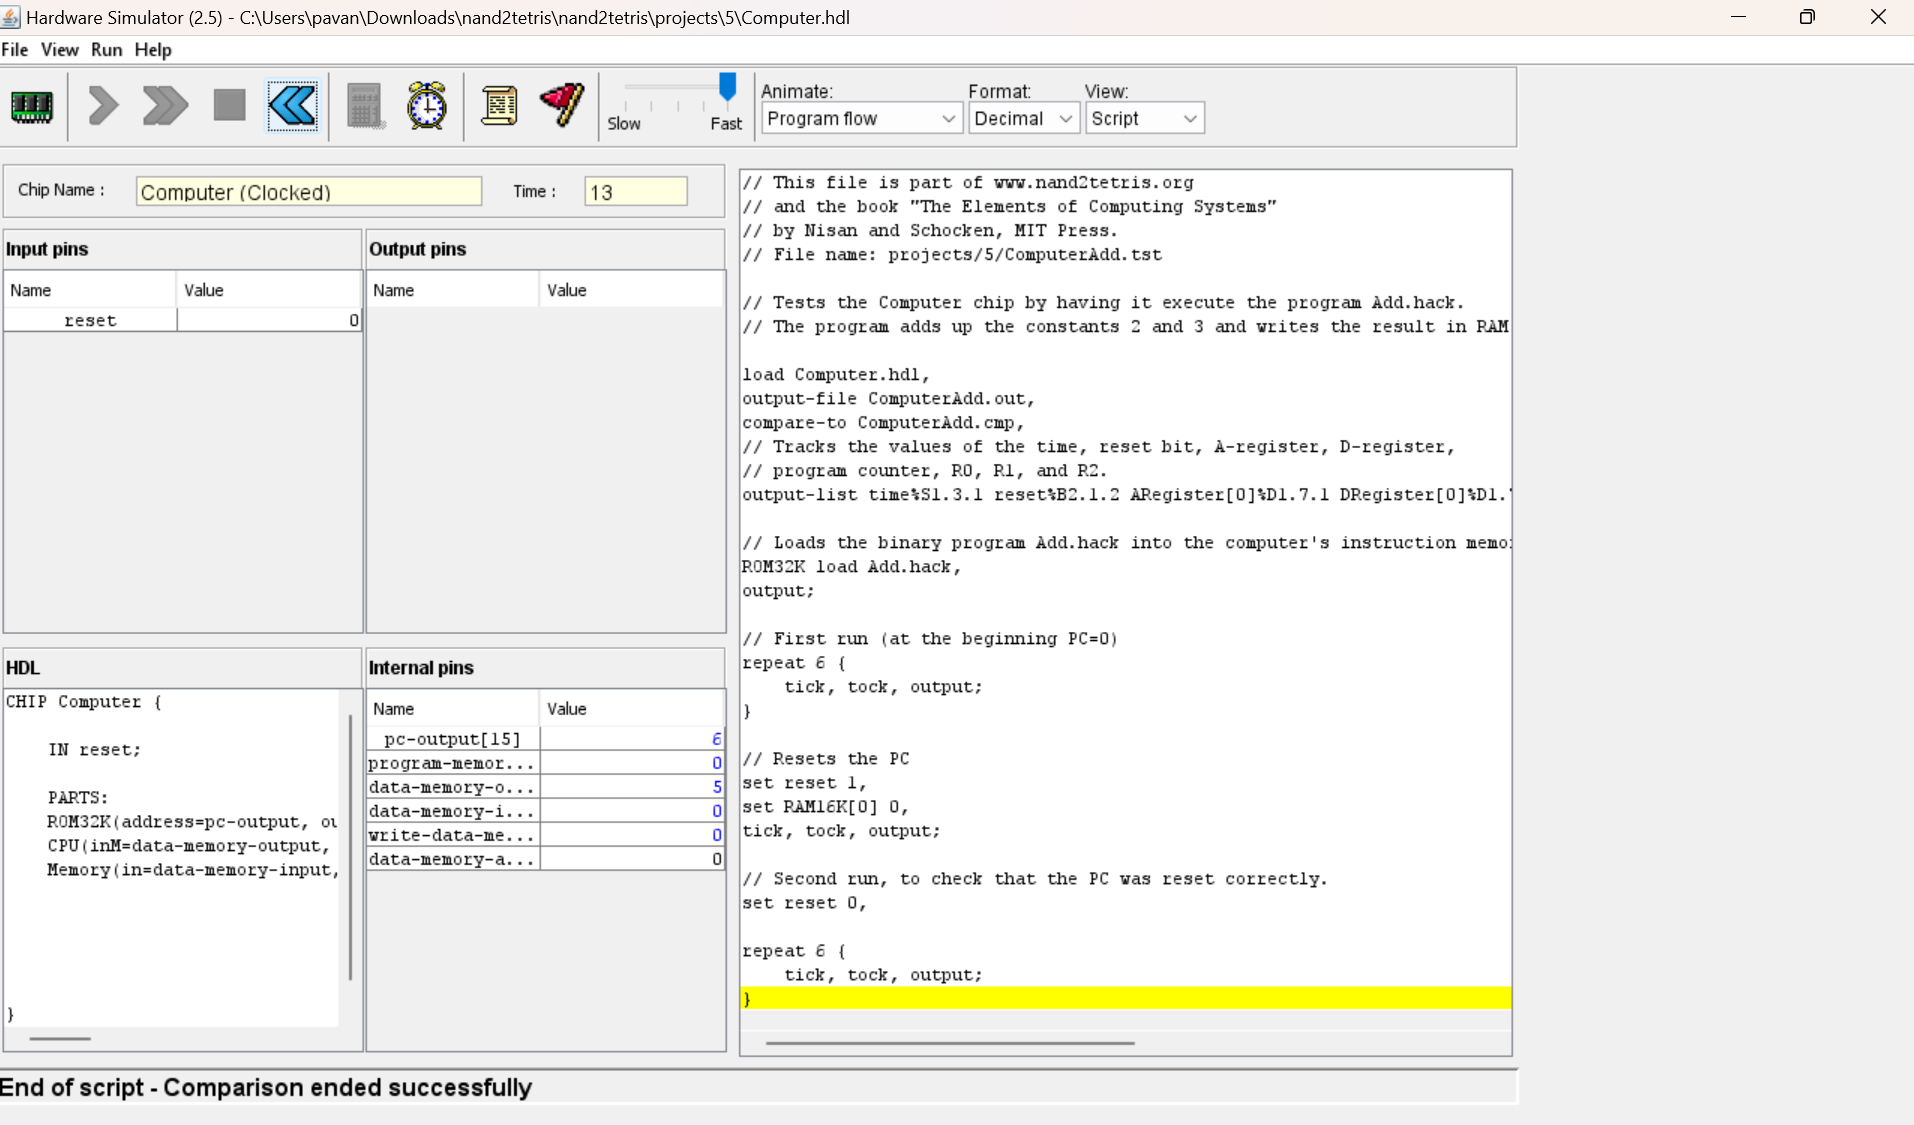 Hardware Simulator (2.5) - C:\Users\pavan\Downloads\nand2tetris\nand2tetris\projects\5\Computer.hdl
File View Run Help
Slow Fast
Animate: Format: View:
Program flow Decimal Script
Chip Name : Computer (Clocked) Time : 13
Input pins
Name Value
reset 0
Output pins
Name Value
HDL
CHIP Computer {
IN reset;
PARTS:
ROM32K(address=pc-output, ou
CPU(inM=data-memory-output,
Memory(in=data-memory-input,
}
Internal pins
Name Value
pc-output[15] 6
program-memor... 0
data-memory-o... 5
data-memory-i... 0
write-data-me... 0
data-memory-a... 0
// This file is part of www.nand2tetris.org
// and the book "The Elements of Computing Systems"
// by Nisan and Schocken, MIT Press.
// File name: projects/5/ComputerAdd.tst
// Tests the Computer chip by having it execute the program Add.hack.
// The program adds up the constants 2 and 3 and writes the result in RAM
load Computer.hdl,
output-file ComputerAdd.out,
compare-to ComputerAdd.cmp,
// Tracks the values of the time, reset bit, A-register, D-register,
// program counter, R0, R1, and R2.
output-list time%S1.3.1 reset%B2.1.2 ARegister[0]%D1.7.1 DRegister[0]%D1.
// Loads the binary program Add.hack into the computer's instruction memo
ROM32K load Add.hack,
output;
// First run (at the beginning PC=0)
repeat 6 {
tick, tock, output;
}
// Resets the PC
set reset 1,
set RAM16K[0] 0,
tick, tock, output;
// Second run, to check that the PC was reset correctly.
set reset 0,
repeat 6 {
tick, tock, output;
}
End of script - Comparison ended successfully